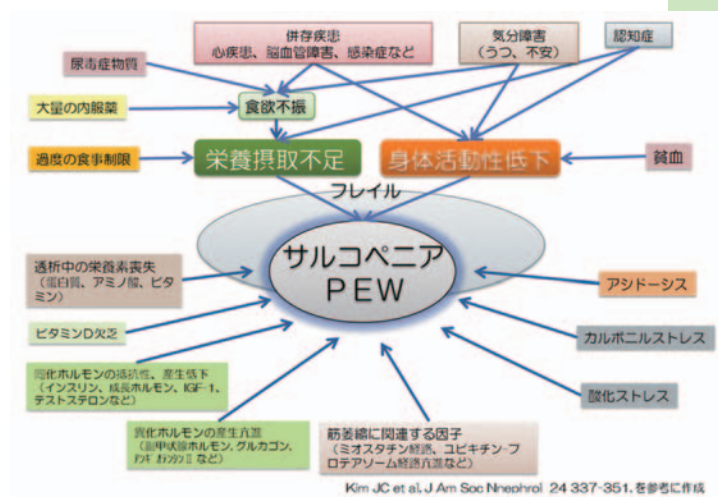 併存疾患
心疾患、脳血管障害、感染症など
気分障害
（うつ、不安）
認知症
尿毒症物質
大量の内服薬
食欲不振
過度の食事制限
栄養摂取不足
身体活動性低下
貧血
フレイル
サルコペニア
PEW
透析中の栄養素喪失
（蛋白質、アミノ酸、ビタ
ミン）
アシドーシス
ビタミンD欠乏
カルボニルストレス
同化ホルモンの抵抗性、産生低下
（インスリン、成長ホルモン、IGF-1、
テストステロンなど）
酸化ストレス
異化ホルモンの産生亢進
（副甲状腺ホルモン、グルカゴン、
ｱﾝｷﾞｵﾃﾝｼﾝⅡ など）
筋萎縮に関連する因子
（ミオスタチン経路、ユビキチン-プ
ロテアソーム経路亢進など）
Kim JC et al. J Am Soc Nnephrol 24 337-351. を参考に作成